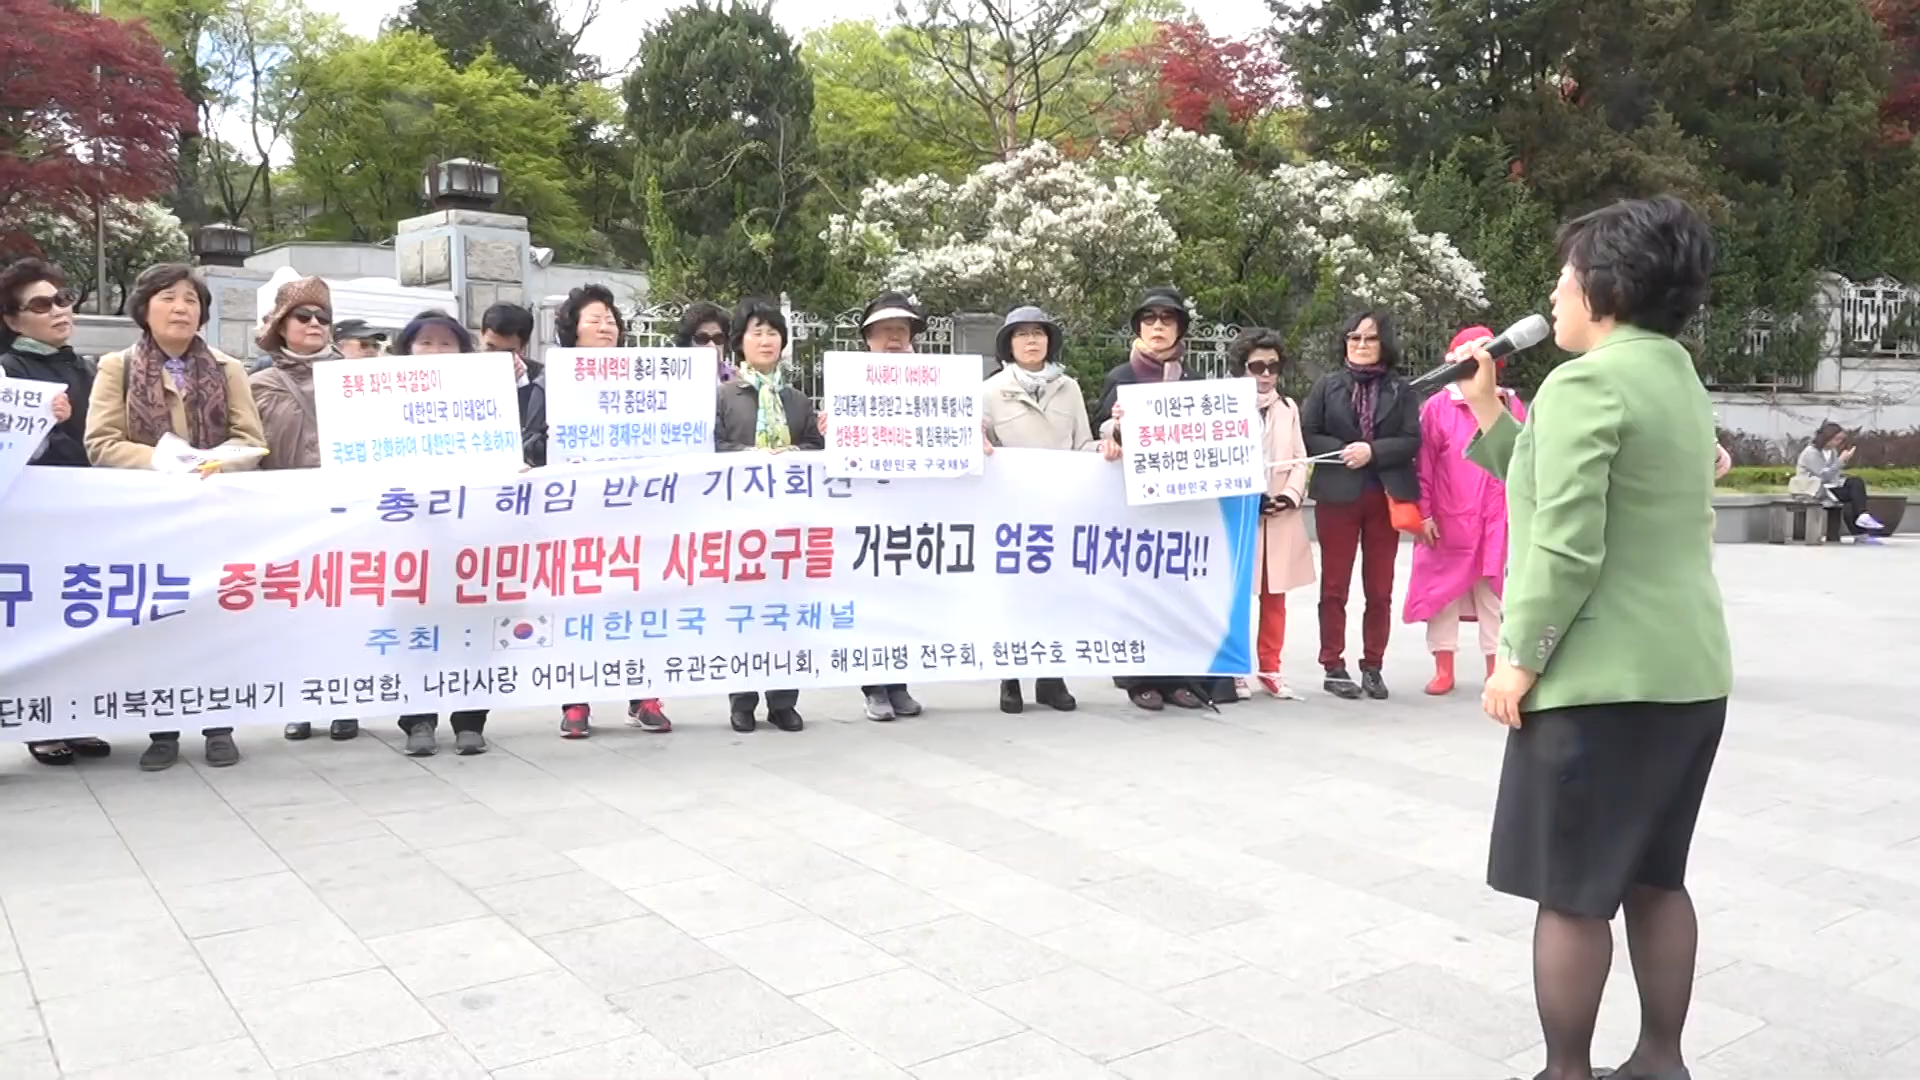 하면
할까?
종북 좌익 척결없이
대한민국 미래없다.
국보법 강화하여 대한민국 수호하자!
종북세력의 총리 죽이기
즉각 중단하고
국정우선! 경제우선! 안보우선!
치사하다! 야비하다!
김대중에 훈장받고 노통에게 특별사면
성완종의 권력비리는 왜 침묵하는가?
대한민국 구국채널
"이완구 총리는
종북세력의 음모에
굴복하면 안됩니다!"
대한민국 구국채널
- 총리 해임 반대 기자회견 -
구 총리는 종북세력의 인민재판식 사퇴요구를 거부하고 엄중 대처하라!!
주최 : 대한민국 구국채널
단체 : 대북전단보내기 국민연합, 나라사랑 어머니연합, 유관순어머니회, 해외파병 전우회, 헌법수호 국민연합